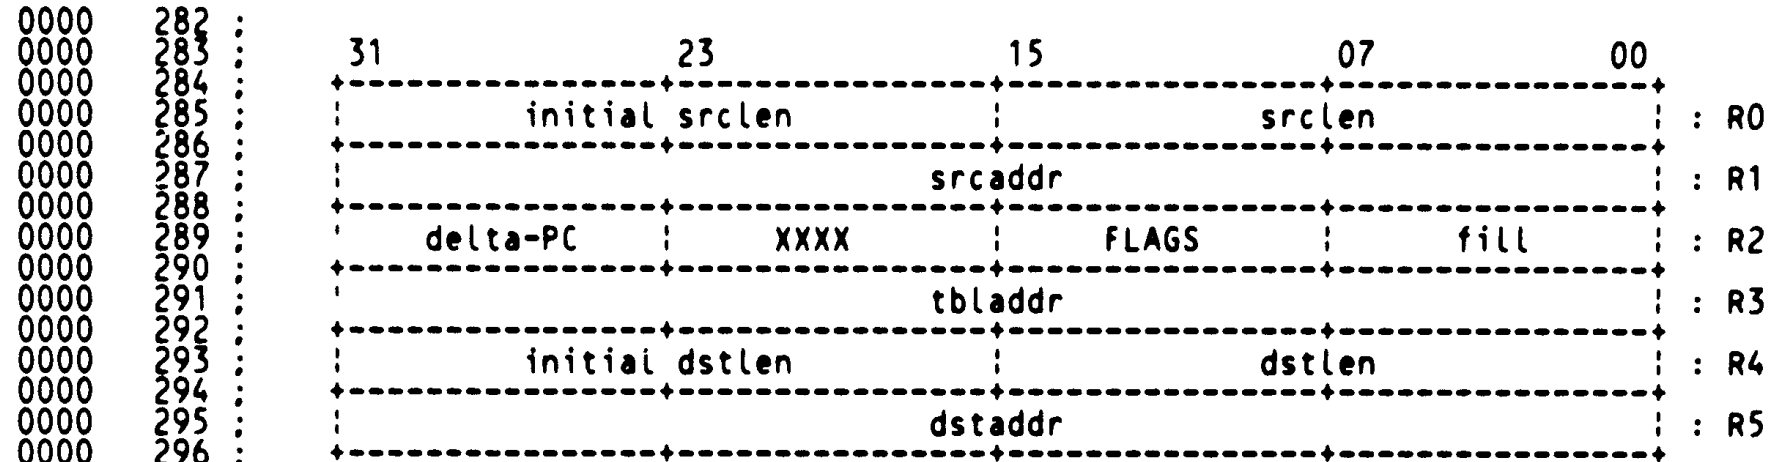 0000 282 ;
0000 283 ; 31 23 15 07 00
0000 284 ; +---------------+---------------+---------------+---------------+
0000 285 ; | initial srclen | srclen | : R0
0000 286 ; +---------------+---------------+---------------+---------------+
0000 287 ; | srcaddr | : R1
0000 288 ; +---------------+---------------+---------------+---------------+
0000 289 ; | delta-PC | XXXX | FLAGS | fill | : R2
0000 290 ; +---------------+---------------+---------------+---------------+
0000 291 ; | tbladdr | : R3
0000 292 ; +---------------+---------------+---------------+---------------+
0000 293 ; | initial dstlen | dstlen | : R4
0000 294 ; +---------------+---------------+---------------+---------------+
0000 295 ; | dstaddr | : R5
0000 296 ; +---------------+---------------+---------------+---------------+